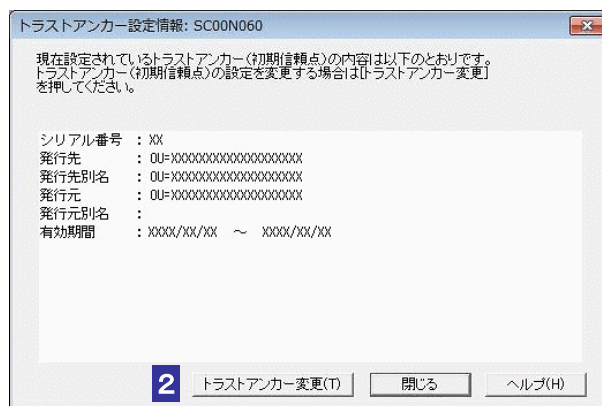 トラストアンカー設定情報: SC00N060
現在設定されているトラストアンカー(初期信頼点)の内容は以下のとおりです。
トラストアンカー(初期信頼点)の設定を変更する場合は[トラストアンカー変更]
を押してください。
シリアル番号 : XX
発行先 : OU=XXXXXXXXXXXXXXXXXXX
発行先別名 : OU=XXXXXXXXXXXXXXXXXXX
発行元 : OU=XXXXXXXXXXXXXXXXXXX
発行元別名 :
有効期間 : XXXX/XX/XX ～ XXXX/XX/XX
2 トラストアンカー変更(T) 閉じる ヘルプ(H)